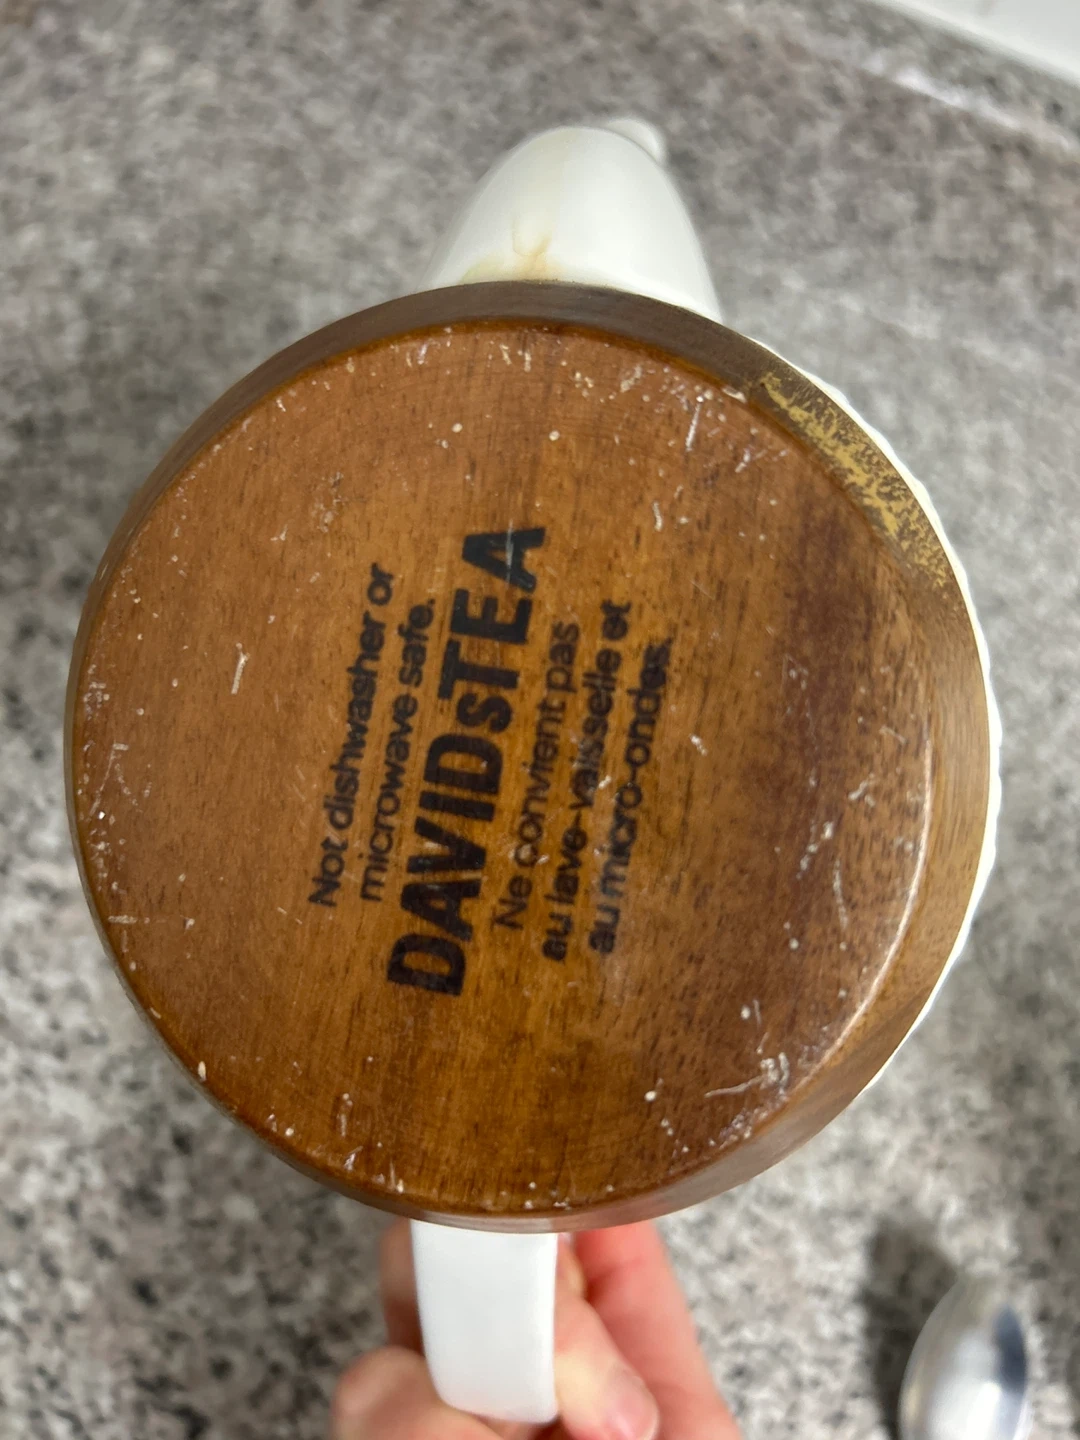 Not dishwasher or
microwave safe.
DAVIDsTEA
Ne convient pas
au lave-vaisselle et
au micro-ondes.